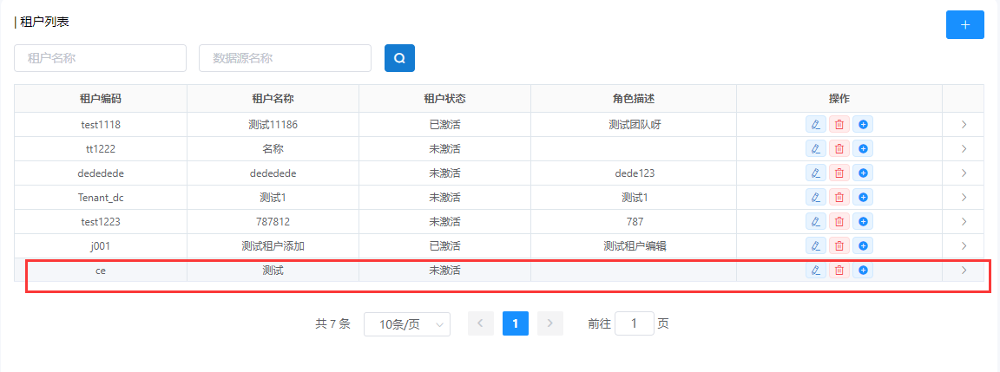 | 租户列表
租户名称 数据源名称
租户编码 租户名称 租户状态 角色描述 操作
test1118 测试11186 已激活 测试团队呀
tt1222 名称 未激活
dededede dededede 未激活 dede123
Tenant_dc 测试1 未激活 测试1
test1223 787812 未激活 787
j001 测试租户添加 已激活 测试租户编辑
ce 测试 未激活
共 7 条 10条/页 1 前往 1 页